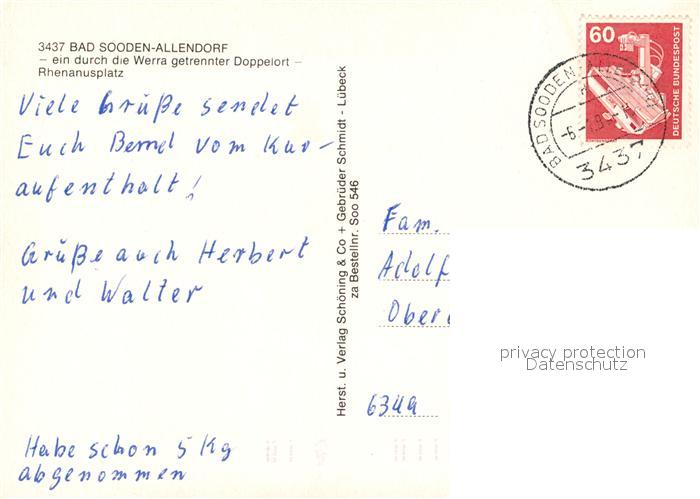 3437 BAD SOODEN-ALLENDORF
– ein durch die Werra getrennter Doppelort –
Rhenanusplatz
Viele Grüße sendet
Euch Bernd vom Kur–
aufenthalt!
Grüße auch Herbert
und Walter
Habe schon 5 Kg
abgenommen
Herst. u. Verlag Schöning & Co + Gebrüder Schmidt - Lübeck
za Bestellnr. Soo 546
60
DEUTSCHE BUNDESPOST
BAD SOODEN-ALLENDORF
3437
Fam.
Adolf
Ober
privacy protection
Datenschutz